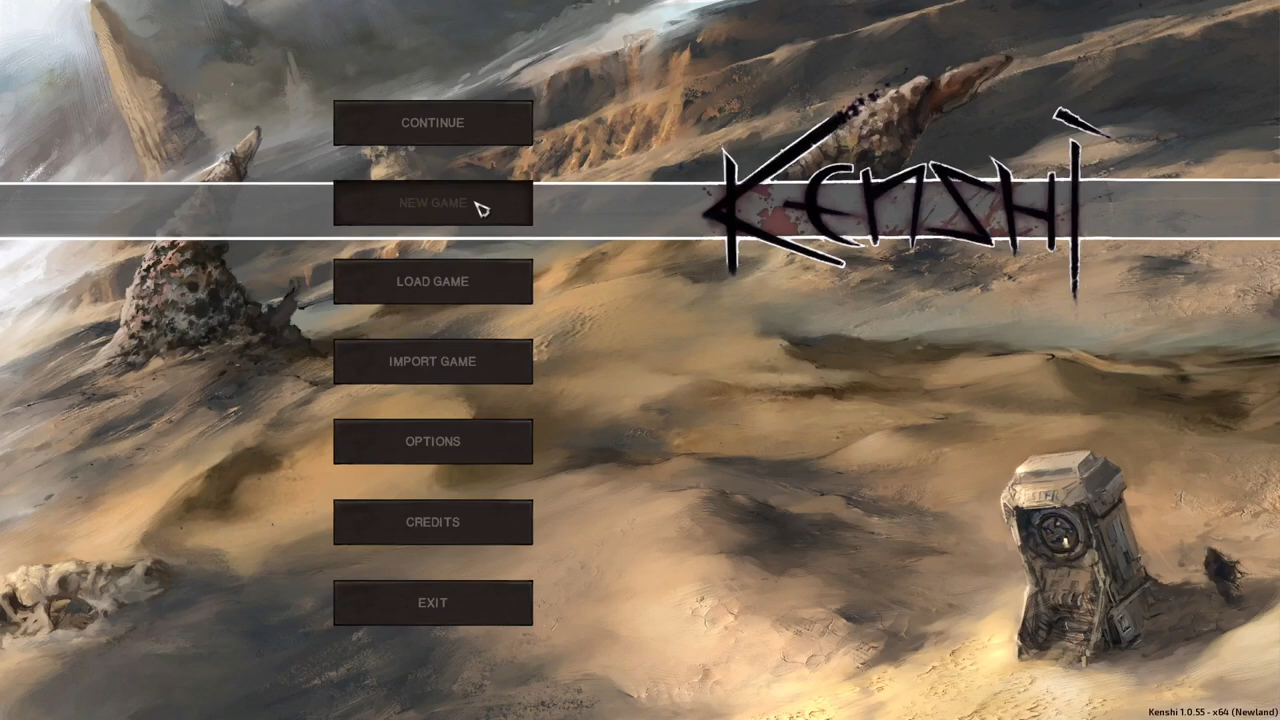 CONTINUE
KENSHI
NEW GAME
LOAD GAME
IMPORT GAME
OPTIONS
CREDITS
EXIT
Kenshi 1.0.55 - x64 (Newland)